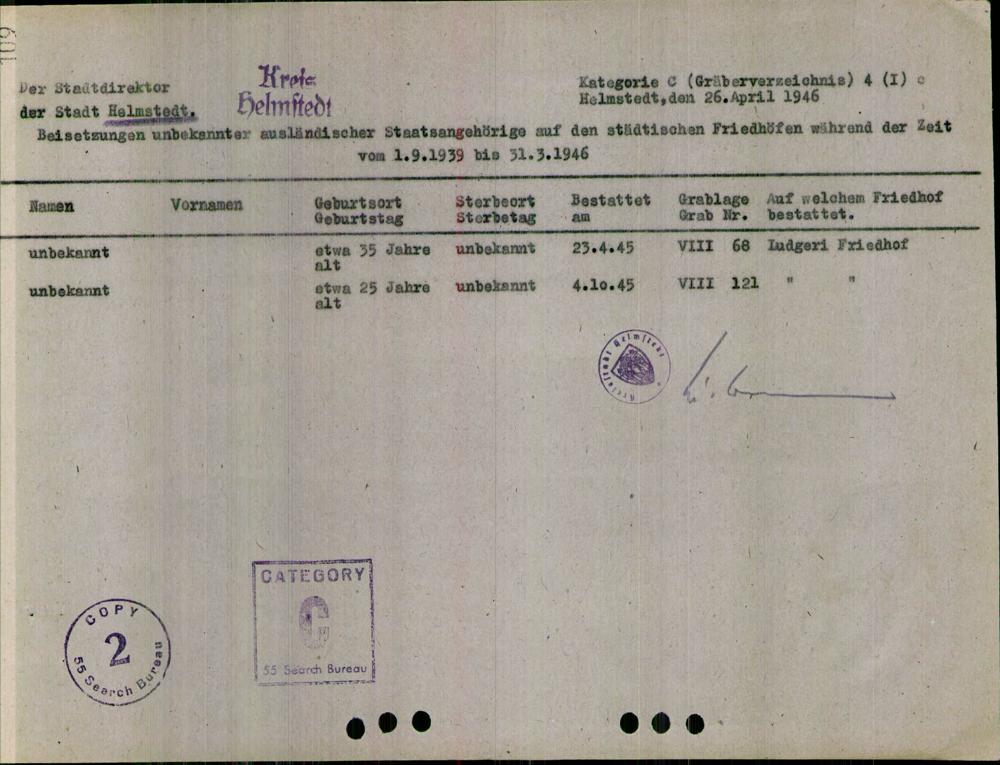 109
Der Stadtdirektor
der Stadt Helmstedt.
Kreis
Helmstedt
Kategorie C (Gräberverzeichnis) 4 (I) c
Helmstedt,den 26.April 1946
Beisetzungen unbekannter ausländischer Staatsangehörige auf den städtischen Friedhöfen während der Zeit
vom 1.9.1939 bis 31.3.1946
Namen Vornamen Geburtsort Sterbeort Bestattet Grablage Auf welchem Friedhof
Geburtstag Sterbetag am Grab Nr. bestattet.
unbekannt etwa 35 Jahre unbekannt 23.4.45 VIII 68 Ludgeri Friedhof
alt
unbekannt etwa 25 Jahre unbekannt 4.10.45 VIII 121 " "
alt
Kreisstadt Helmstedt
CATEGORY
C
55 Search Bureau
COPY
2
55 Search Bureau